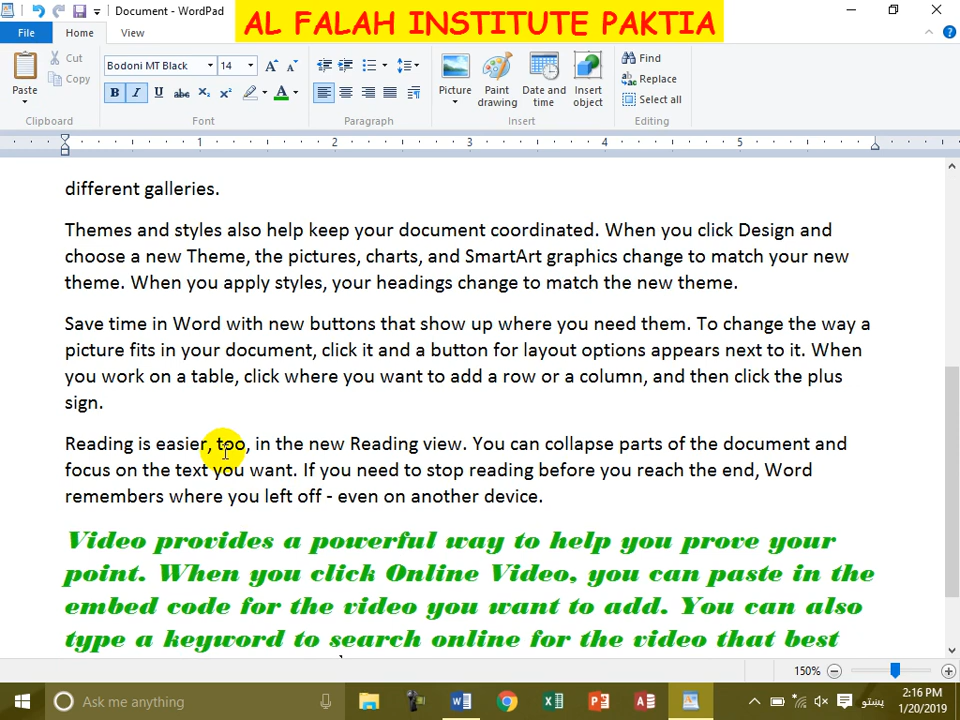 Document - WordPad
AL FALAH INSTITUTE PAKTIA
File Home View
Cut
Copy
Paste
Bodoni MT Black 14
B I U abc X₂ X² A
Picture
Paint drawing
Date and time
Insert object
Find
Replace
Select all
Clipboard Font Paragraph Insert Editing
1 2 3 4 5
different galleries.
Themes and styles also help keep your document coordinated. When you click Design and
choose a new Theme, the pictures, charts, and SmartArt graphics change to match your new
theme. When you apply styles, your headings change to match the new theme.
Save time in Word with new buttons that show up where you need them. To change the way a
picture fits in your document, click it and a button for layout options appears next to it. When
you work on a table, click where you want to add a row or a column, and then click the plus
sign.
Reading is easier, too, in the new Reading view. You can collapse parts of the document and
focus on the text you want. If you need to stop reading before you reach the end, Word
remembers where you left off - even on another device.
Video provides a powerful way to help you prove your
point. When you click Online Video, you can paste in the
embed code for the video you want to add. You can also
type a keyword to search online for the video that best
150%
Ask me anything
پښتو
2:16 PM
1/20/2019